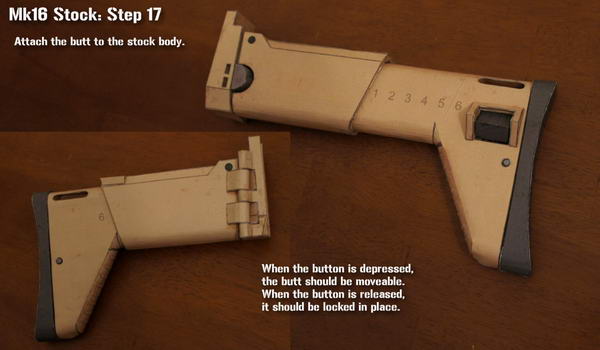 Mk16 Stock: Step 17
Attach the butt to the stock body.
1 2 3 4 5 6
6
When the button is depressed,
the butt should be moveable.
When the button is released,
it should be locked in place.